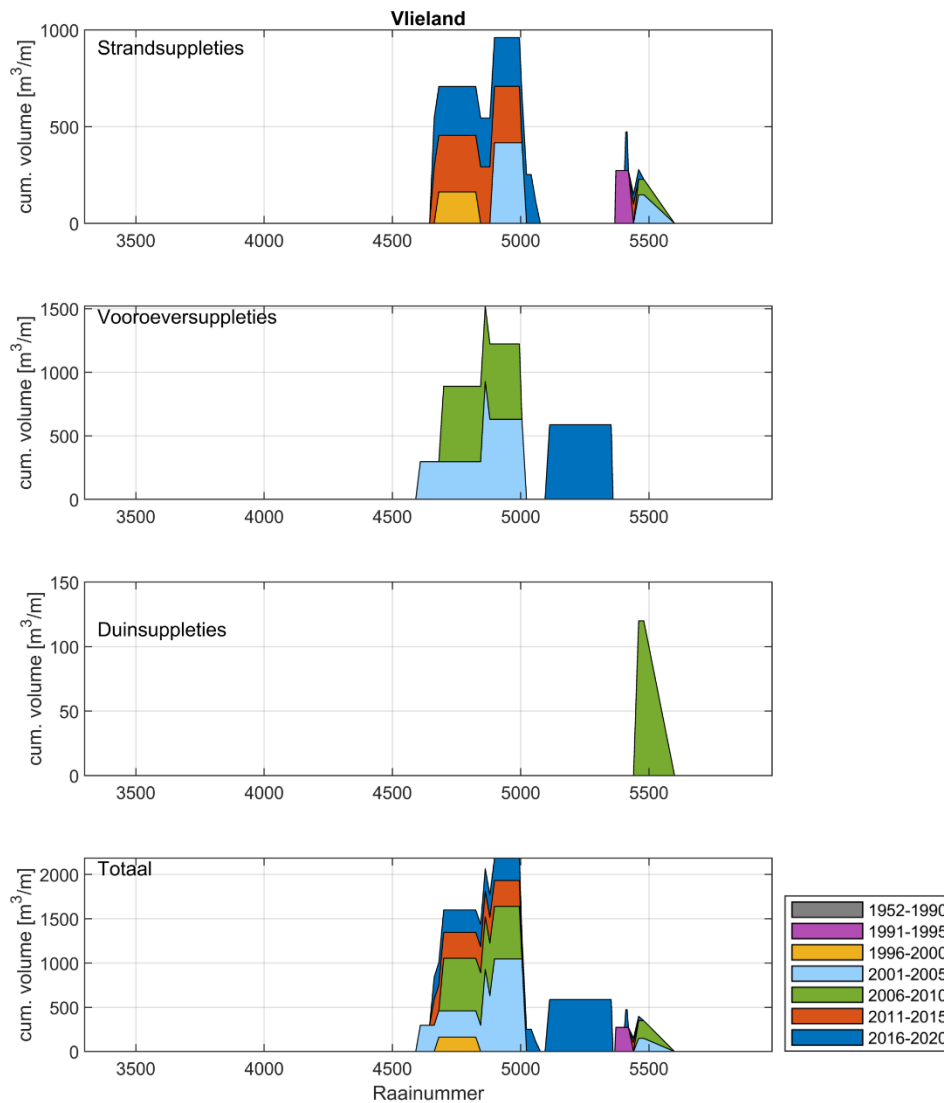 Vlieland
Strandsuppleties
cum. volume [m³/m]
1000
500
0
3500 4000 4500 5000 5500
Vooroeversuppleties
cum. volume [m³/m]
1500
1000
500
0
3500 4000 4500 5000 5500
Duinsuppleties
cum. volume [m³/m]
150
100
50
0
3500 4000 4500 5000 5500
Totaal
cum. volume [m³/m]
2000
1500
1000
500
0
3500 4000 4500 5000 5500
Raainummer
1952-1990
1991-1995
1996-2000
2001-2005
2006-2010
2011-2015
2016-2020